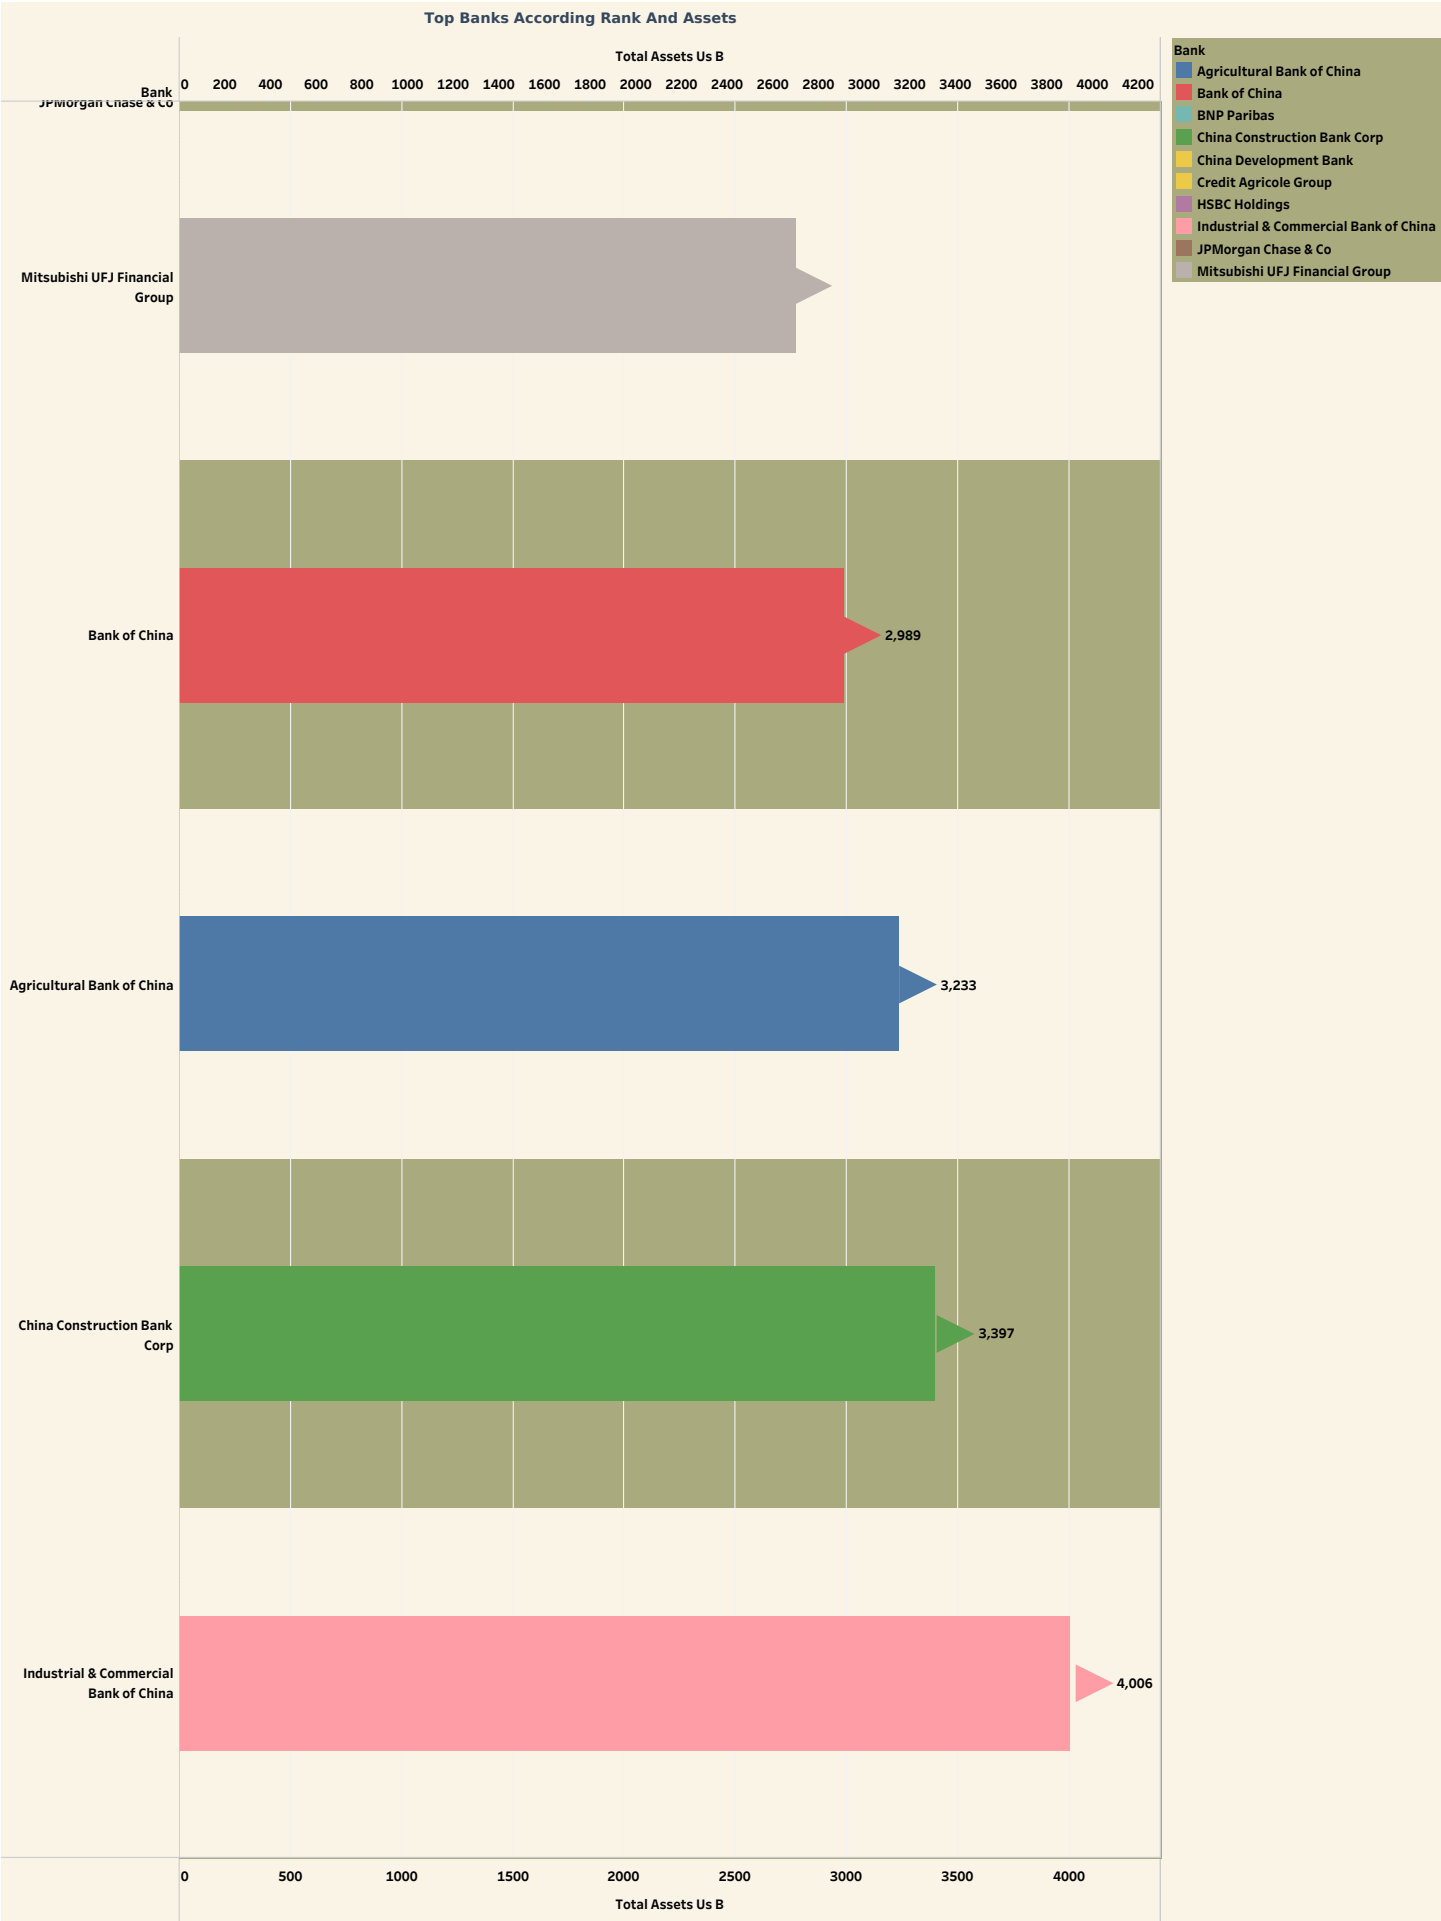 Top Banks According Rank And Assets
Total Assets Us B
Bank
0 200 400 600 800 1000 1200 1400 1600 1800 2000 2200 2400 2600 2800 3000 3200 3400 3600 3800 4000 4200
JPMorgan Chase & Co
Mitsubishi UFJ Financial
Group
Bank of China
2,989
Agricultural Bank of China
3,233
China Construction Bank
Corp
3,397
Industrial & Commercial
Bank of China
4,006
0 500 1000 1500 2000 2500 3000 3500 4000
Total Assets Us B
Bank
Agricultural Bank of China
Bank of China
BNP Paribas
China Construction Bank Corp
China Development Bank
Credit Agricole Group
HSBC Holdings
Industrial & Commercial Bank of China
JPMorgan Chase & Co
Mitsubishi UFJ Financial Group